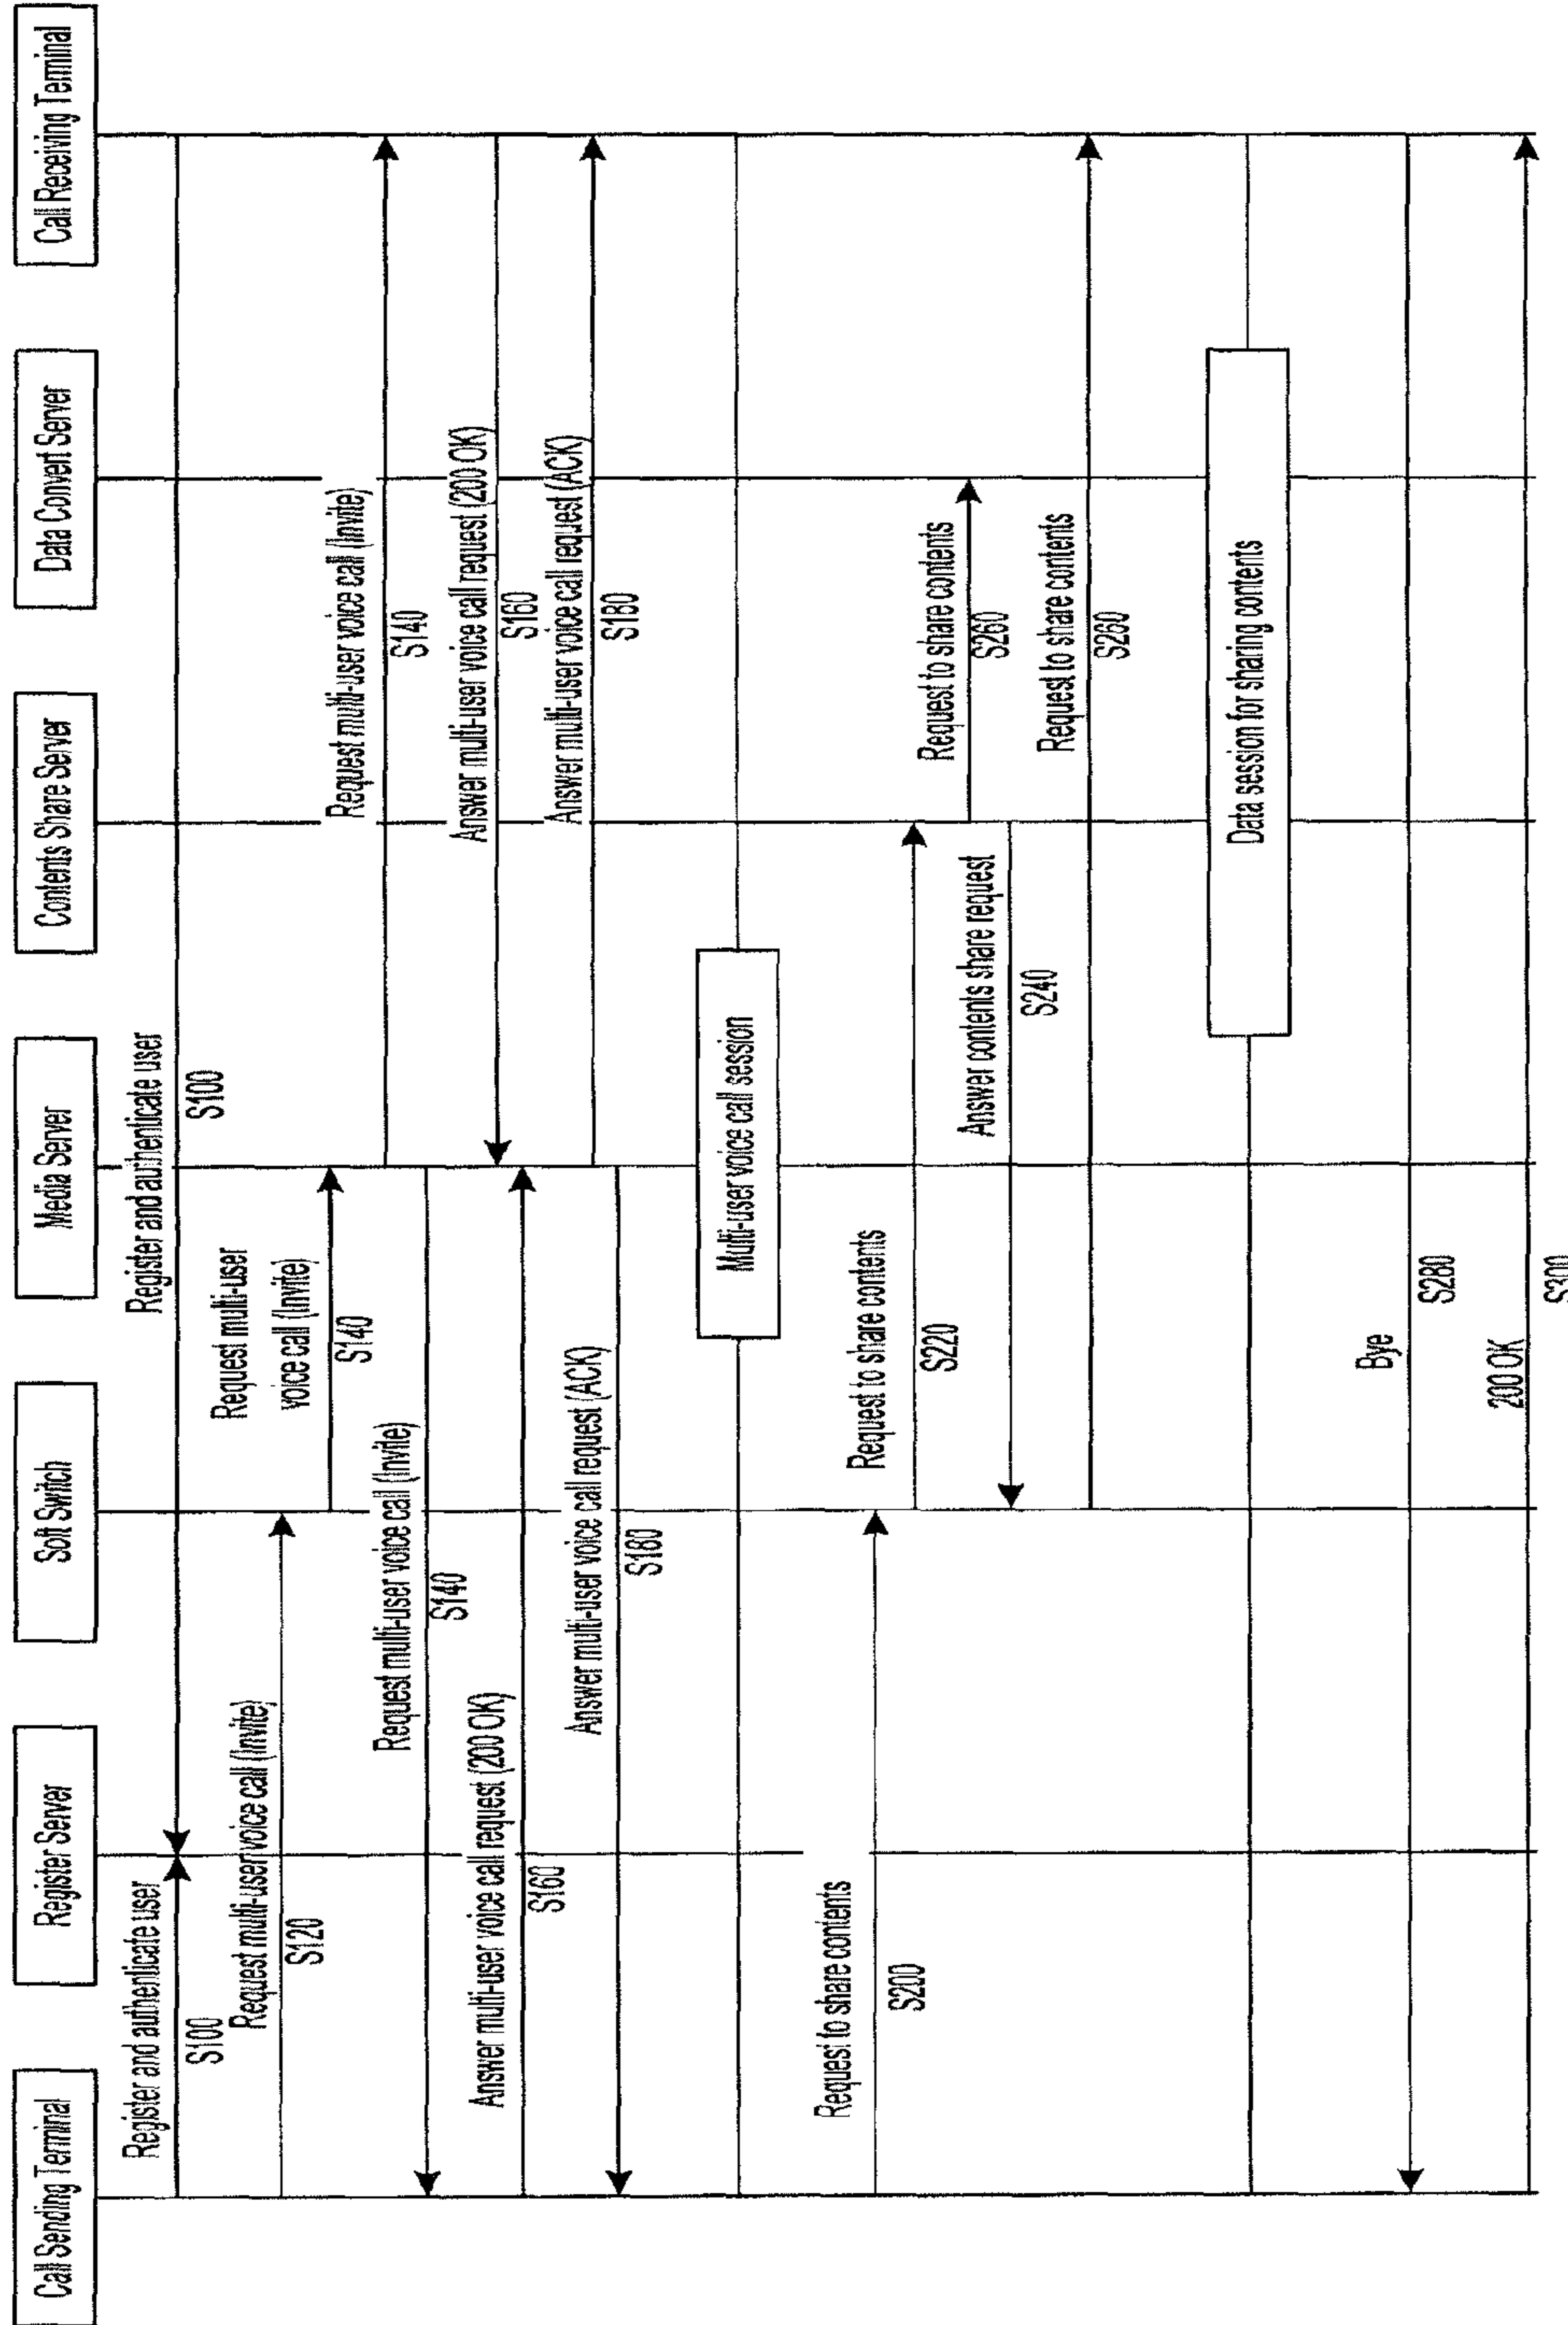 Call Sending Terminal
Register Server
Soft Switch
Media Server
Contents Share Server
Data Convert Server
Call Receiving Terminal
Register and authenticate user
S100
Register and authenticate user
S100
Request multi-user voice call (Invite)
S120
Request multi-user
voice call (Invite)
S140
Request multi-user voice call (Invite)
S140
Request multi-user voice call (Invite)
S140
Answer multi-user voice call request (200 OK)
S160
Answer multi-user voice call request (200 OK)
S160
Answer multi-user voice call request (ACK)
S180
Answer multi-user voice call request (ACK)
S180
Multi-user voice call session
Request to share contents
S200
Request to share contents
S220
Request to share contents
S260
Answer contents share request
S240
Request to share contents
S260
Data session for sharing contents
Bye
S280
200 OK
S300